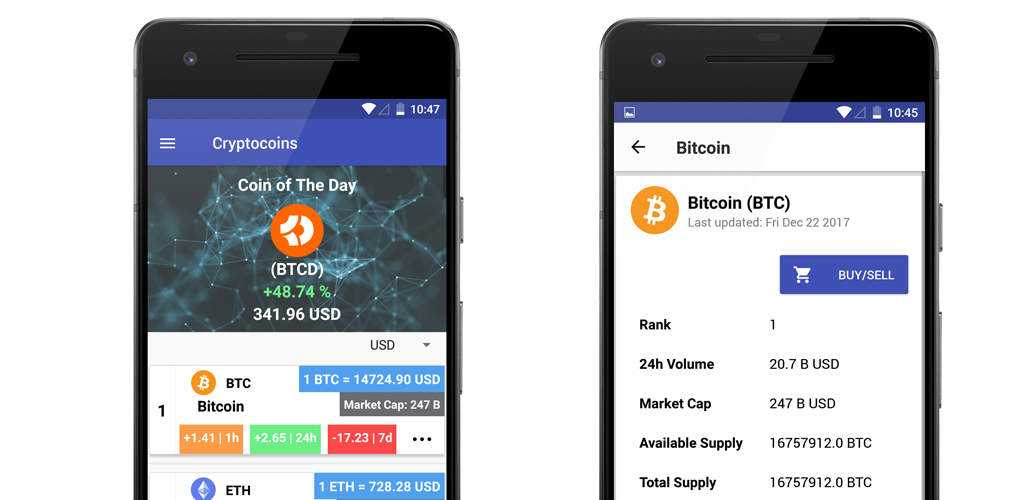 10:47
Cryptocoins
Coin of The Day
(BTCD)
+48.74 %
341.96 USD
USD
1
BTC
Bitcoin
1 BTC = 14724.90 USD
Market Cap: 247 B
+1.41 | 1h
+2.65 | 24h
-17.23 | 7d
ETH
1 ETH = 728.28 USD
10:45
Bitcoin
Bitcoin (BTC)
Last updated: Fri Dec 22 2017
BUY/SELL
Rank 1
24h Volume 20.7 B USD
Market Cap 247 B USD
Available Supply 16757912.0 BTC
Total Supply 16757912.0 BTC